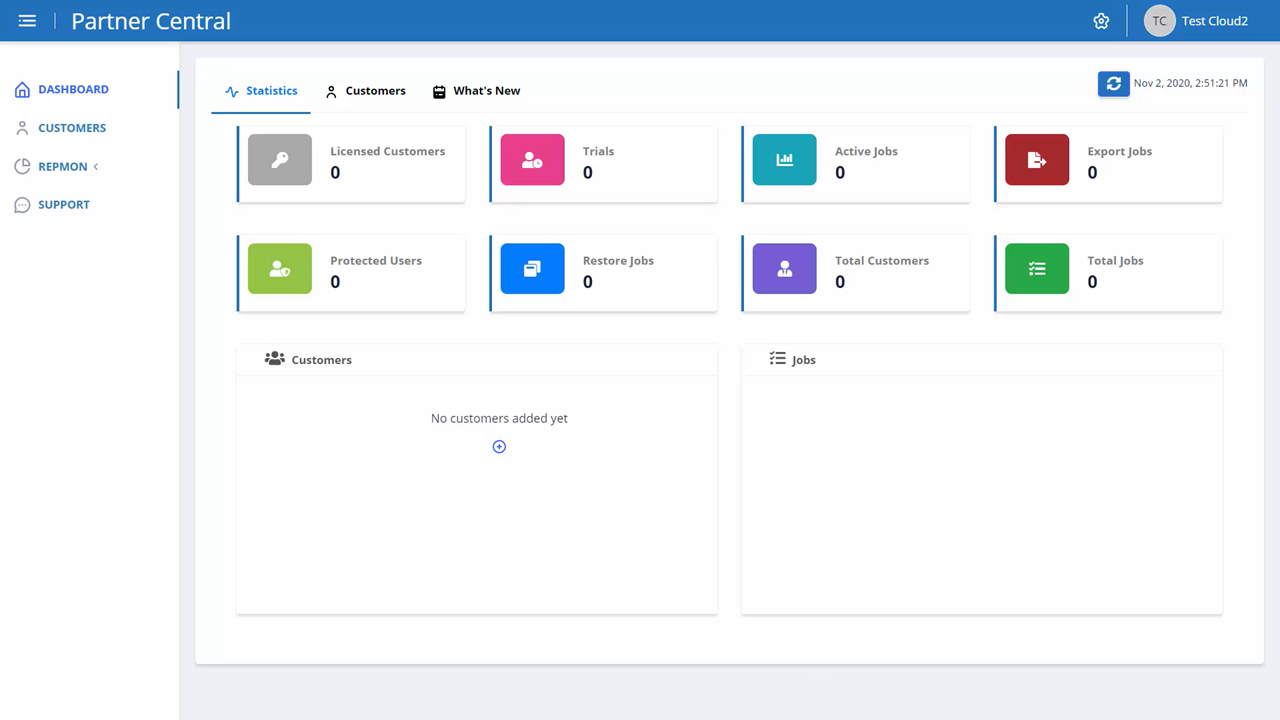 Partner Central
TC Test Cloud2
DASHBOARD
CUSTOMERS
REPMON
SUPPORT
Statistics Customers What's New
Nov 2, 2020, 2:51:21 PM
Licensed Customers
0
Trials
0
Active Jobs
0
Export Jobs
0
Protected Users
0
Restore Jobs
0
Total Customers
0
Total Jobs
0
Customers
No customers added yet
Jobs